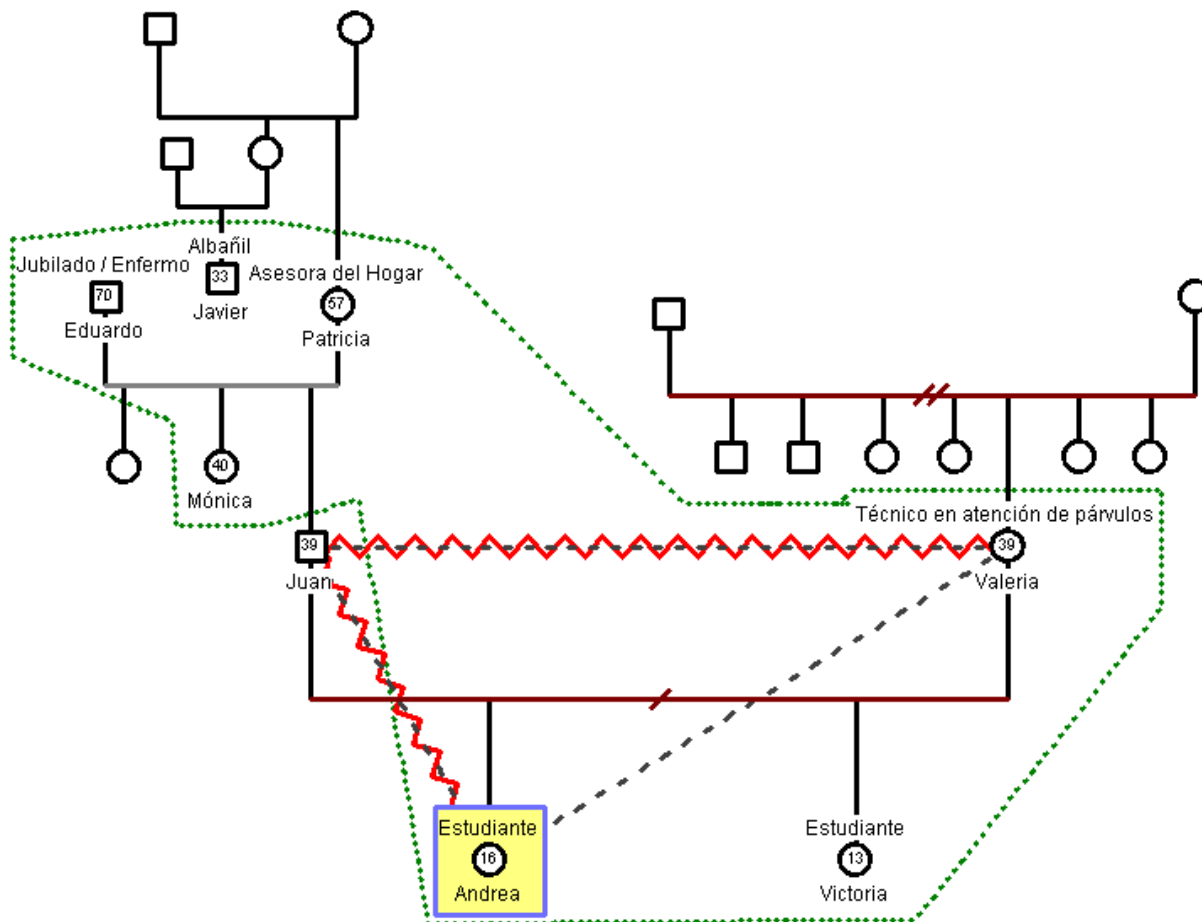 Albañil
33
Javier
Jubilado / Enfermo
70
Eduardo
Asesora del Hogar
57
Patricia
40
Mónica
39
Juan
Técnico en atención de párvulos
39
Valeria
Estudiante
16
Andrea
Estudiante
13
Victoria